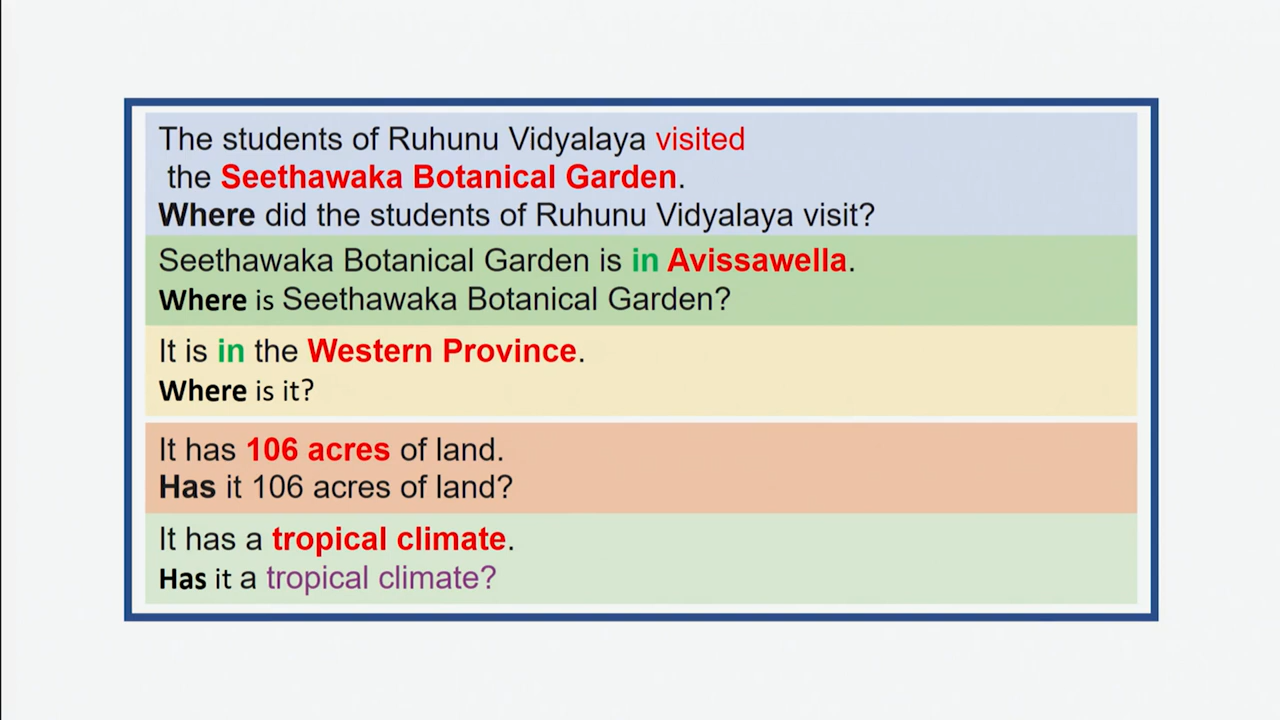 The students of Ruhunu Vidyalaya visited
the Seethawaka Botanical Garden.
Where did the students of Ruhunu Vidyalaya visit?
Seethawaka Botanical Garden is in Avissawella.
Where is Seethawaka Botanical Garden?
It is in the Western Province.
Where is it?
It has 106 acres of land.
Has it 106 acres of land?
It has a tropical climate.
Has it a tropical climate?